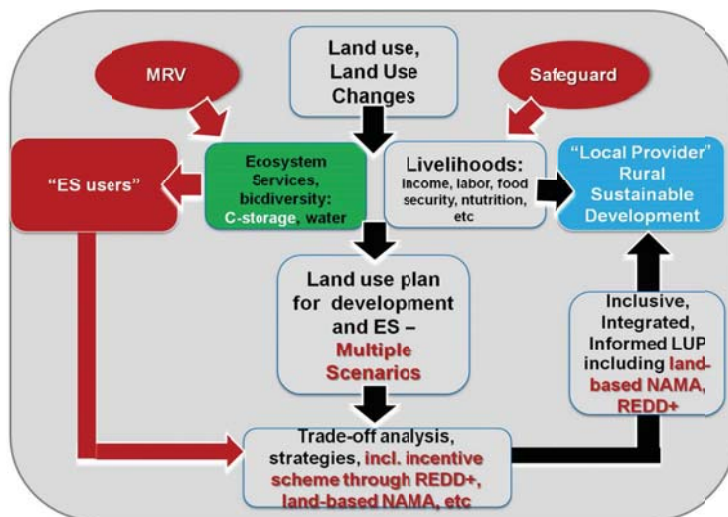 MRV
Land use,
Land Use
Changes
Safeguard
"ES users"
Ecosystem
Services,
bidiversity:
C-storage, water
Livelihoods:
income, labor, food
security, ntutrition,
etc
"Local Provider"
Rural
Sustainable
Development
Land use plan
for development
and ES –
Multiple
Scenarios
Inclusive,
Integrated,
Informed LUP
including land-
based NAMA,
REDD+
Trade-off analysis,
strategies, incl. incentive
scheme through REDD+,
land-based NAMA, etc